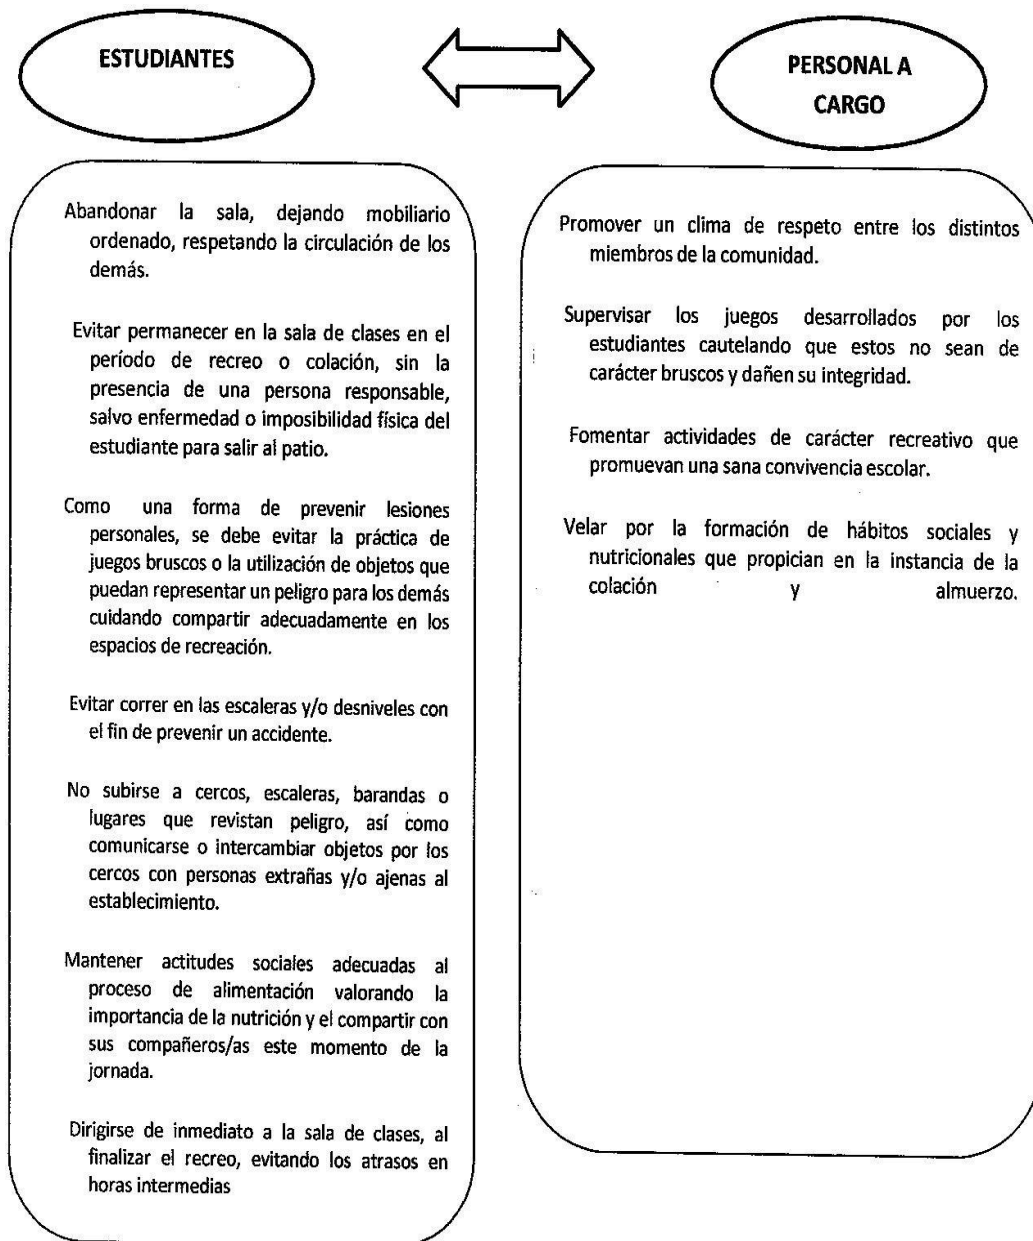 ESTUDIANTES
PERSONAL A
CARGO
Abandonar la sala, dejando mobiliario
ordenado, respetando la circulación de los
demás.
Evitar permanecer en la sala de clases en el
período de recreo o colación, sin la
presencia de una persona responsable,
salvo enfermedad o imposibilidad física del
estudiante para salir al patio.
Como una forma de prevenir lesiones
personales, se debe evitar la práctica de
juegos bruscos o la utilización de objetos que
puedan representar un peligro para los demás
cuidando compartir adecuadamente en los
espacios de recreación.
Evitar correr en las escaleras y/o desniveles con
el fin de prevenir un accidente.
No subirse a cercos, escaleras, barandas o
lugares que revistan peligro, así como
comunicarse o intercambiar objetos por los
cercos con personas extrañas y/o ajenas al
establecimiento.
Mantener actitudes sociales adecuadas al
proceso de alimentación valorando la
importancia de la nutrición y el compartir con
sus compañeros/as este momento de la
jornada.
Dirigirse de inmediato a la sala de clases, al
finalizar el recreo, evitando los atrasos en
horas intermedias
Promover un clima de respeto entre los distintos
miembros de la comunidad.
Supervisar los juegos desarrollados por los
estudiantes cautelando que estos no sean de
carácter bruscos y dañen su integridad.
Fomentar actividades de carácter recreativo que
promuevan una sana convivencia escolar.
Velar por la formación de hábitos sociales y
nutricionales que propician en la instancia de la
colación y almuerzo.